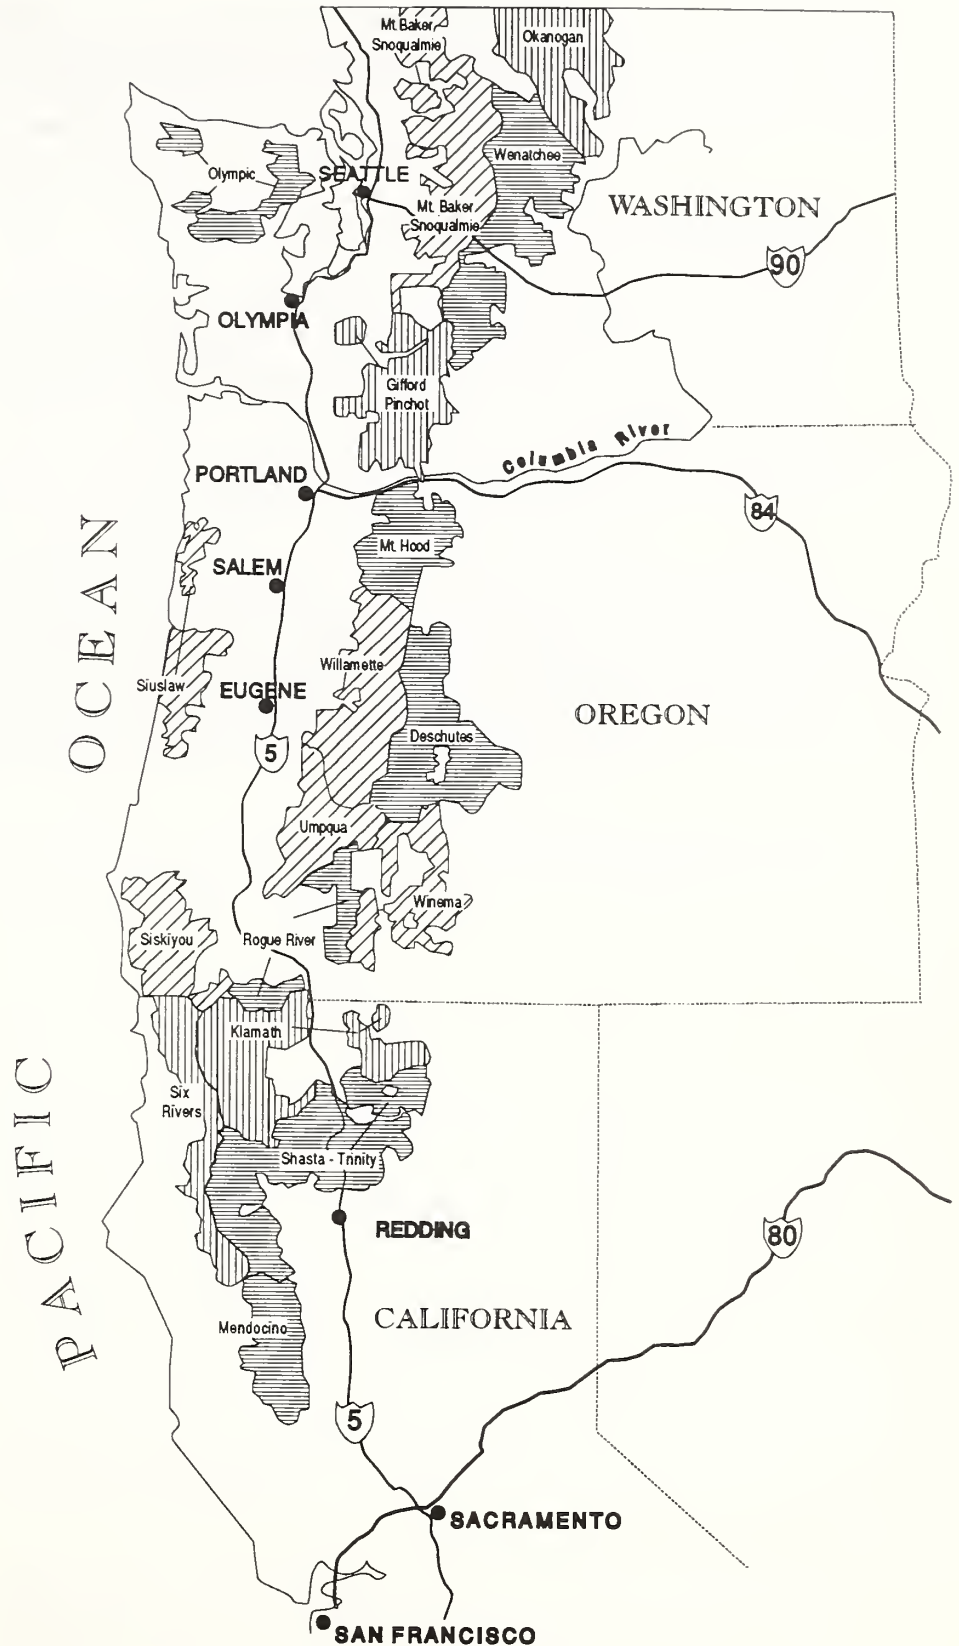 Mt. Baker
Snoqualmie
Okanogan
Wenatchee
Olympic
SEATTLE
Mt. Baker
Snoqualmie
WASHINGTON
90
OLYMPIA
Gifford
Pinchot
Columbia River
PORTLAND
84
Mt. Hood
SALEM
Willamette
Siuslaw
EUGENE
OREGON
5
Deschutes
Umpqua
Winema
Siskiyou
Rogue River
Klamath
Six
Rivers
Shasta - Trinity
REDDING
80
CALIFORNIA
Mendocino
5
SACRAMENTO
SAN FRANCISCO
PACIFIC OCEAN